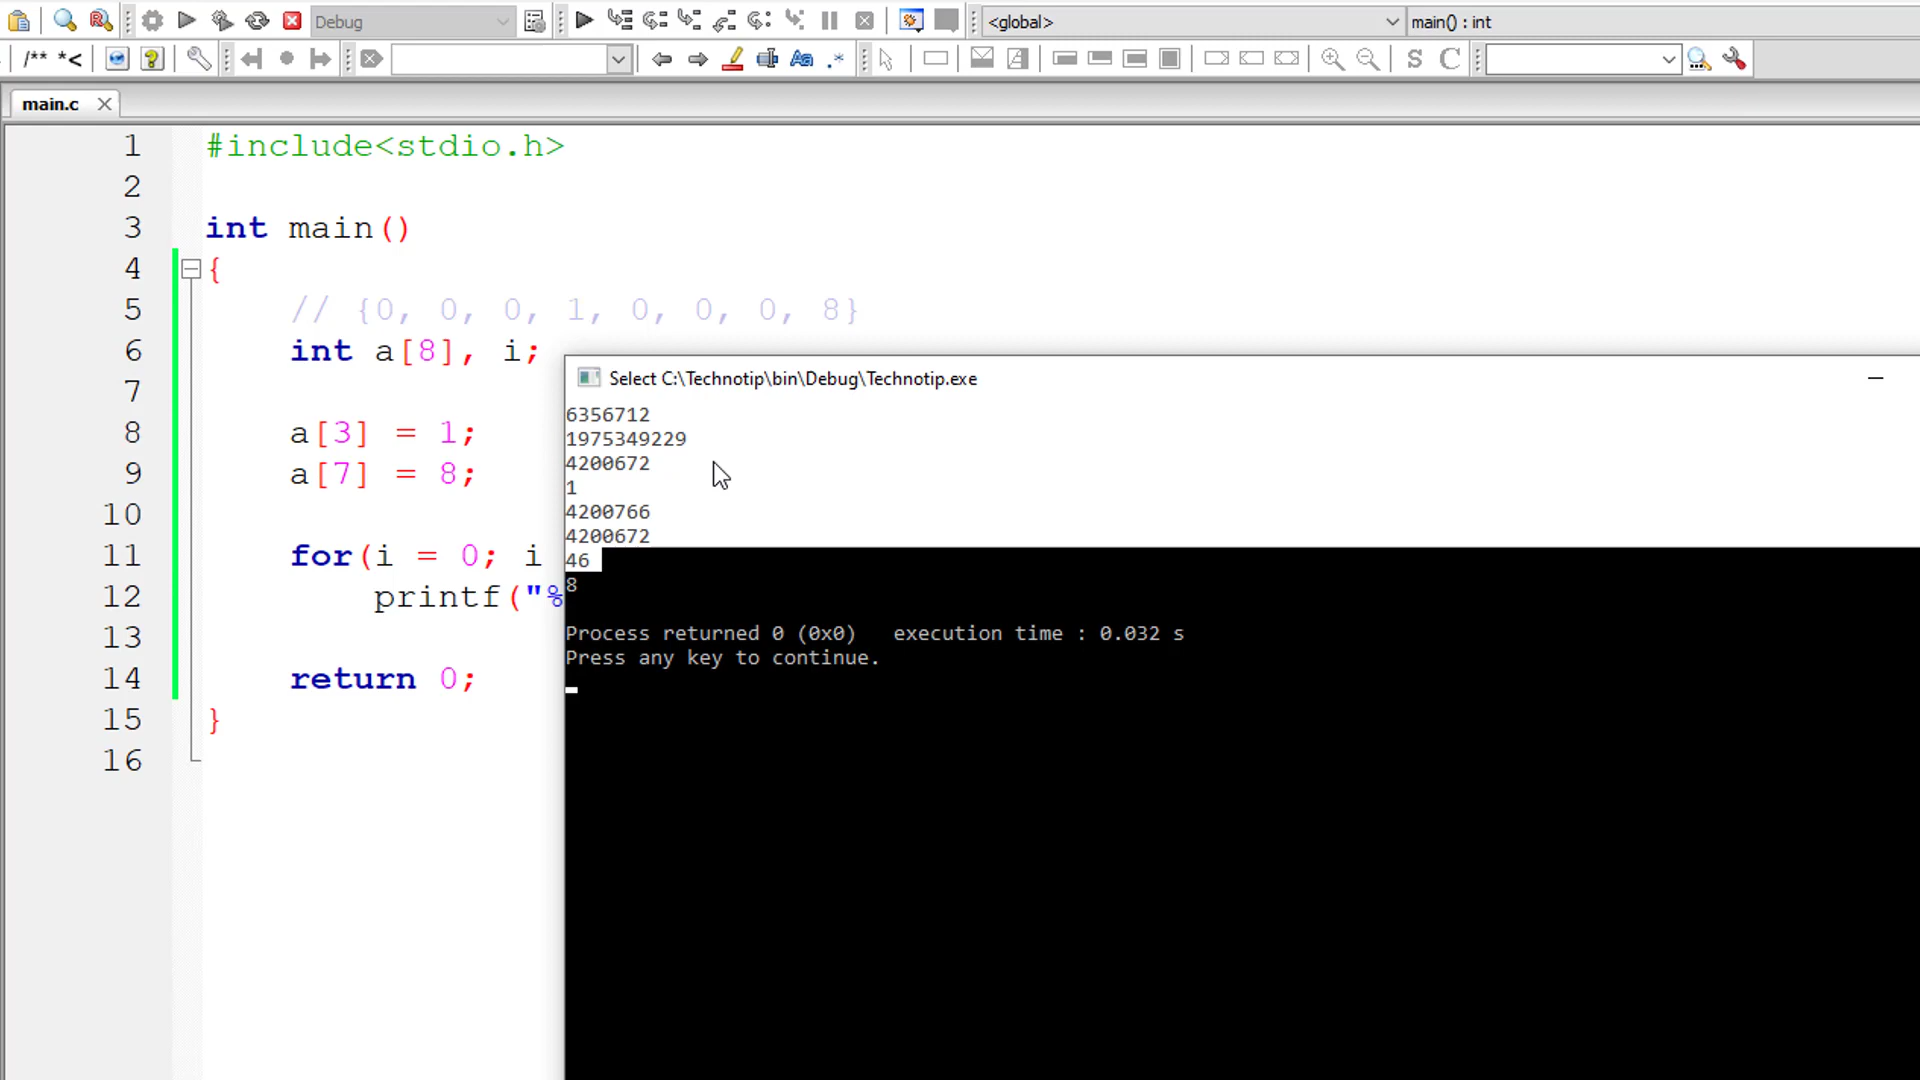 Debug
<global>
main() : int
/** *<
Aa
.*
S
C
main.c
1 #include<stdio.h>
2
3 int main()
4 {
5 // {0, 0, 0, 1, 0, 0, 0, 8}
6 int a[8], i;
7
8 a[3] = 1;
9 a[7] = 8;
10
11 for(i = 0; i
12 printf("%
13
14 return 0;
15 }
16
Select C:\Technotip\bin\Debug\Technotip.exe
6356712
1975349229
4200672
1
4200766
4200672
46
8
Process returned 0 (0x0)   execution time : 0.032 s
Press any key to continue.